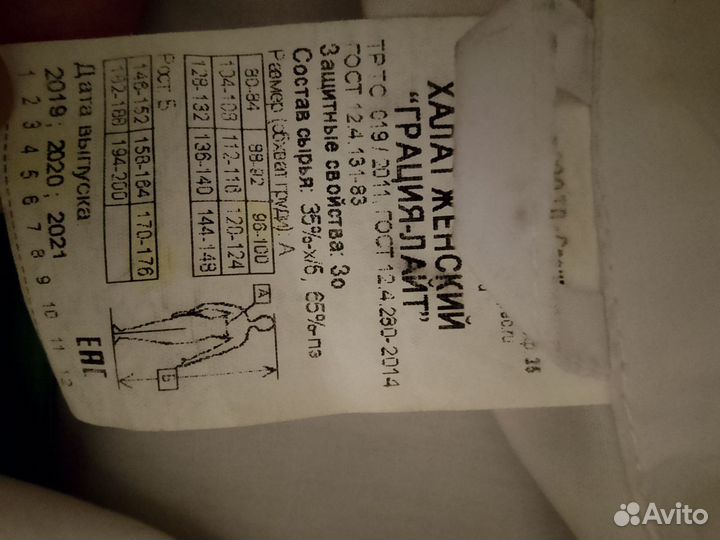 ХАЛАТ ЖЕНСКИЙ
"ГРАЦИЯ-ЛАЙТ"
ТР ТС 019/2011, ГОСТ 12.4.280-2014
ГОСТ 12.4.131-83
Защитные свойства: Зо
Состав сырья: 35%-х/б, 65%-пэ
Размер (обхват груди) А
80-84 88-92 96-100
104-108 112-116 120-124
128-132 136-140 144-148
Рост Б
146-152 158-164 170-176
182-188 194-200
Дата выпуска
2019; 2020; 2021
1 2 3 4 5 6 7 8 9 10 11 12
А
Б
ЕАС
Avito